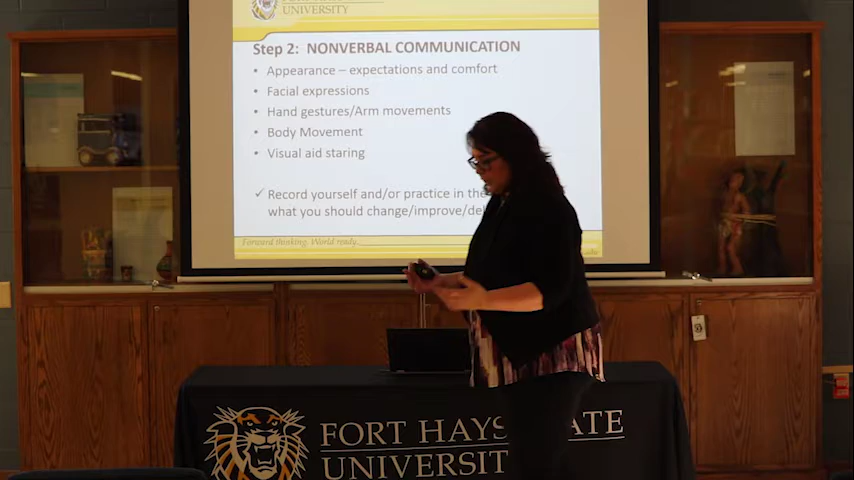 UNIVERSITY
Step 2: NONVERBAL COMMUNICATION
• Appearance – expectations and comfort
• Facial expressions
• Hand gestures/Arm movements
• Body Movement
• Visual aid staring
✓ Record yourself and/or practice in the
what you should change/improve/del
Forward thinking. World ready.
FORT HAYS ATE
UNIVERSIT